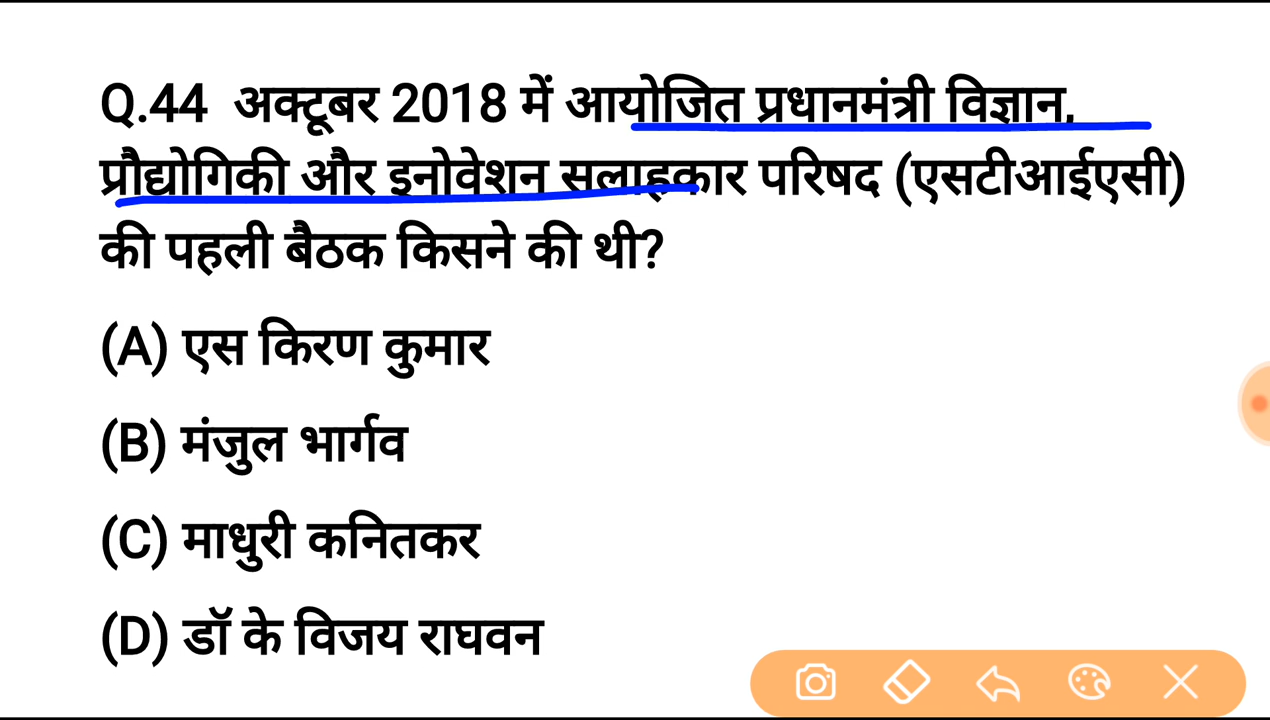 Q.44 अक्टूबर 2018 में आयोजित प्रधानमंत्री विज्ञान,
प्रौद्योगिकी और इनोवेशन सलाहकार परिषद (एसटीआईएसी)
की पहली बैठक किसने की थी?
(A) एस किरण कुमार
(B) मंजुल भार्गव
(C) माधुरी कनितकर
(D) डॉ के विजय राघवन